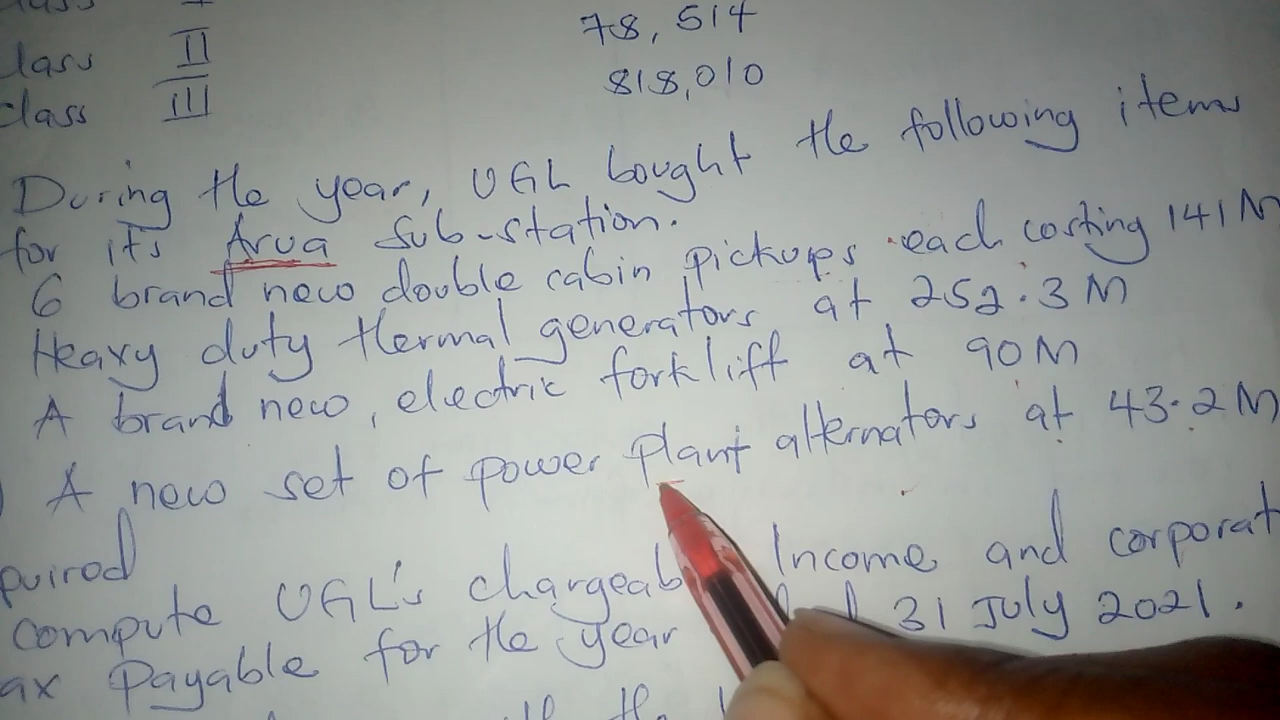 II 78,514
lass III 818,010
During the year, UGL bought the following items
for its Arua Sub-station.
6 brand new double cabin pickups each costing 141M
Heavy duty thermal generators at 252.3M
A brand new, electric forklift at 90M
A new set of power plant alternators at 43.2M
puired
compute UGL's chargeab Income and corporat
ax Payable for the year 31 July 2021.